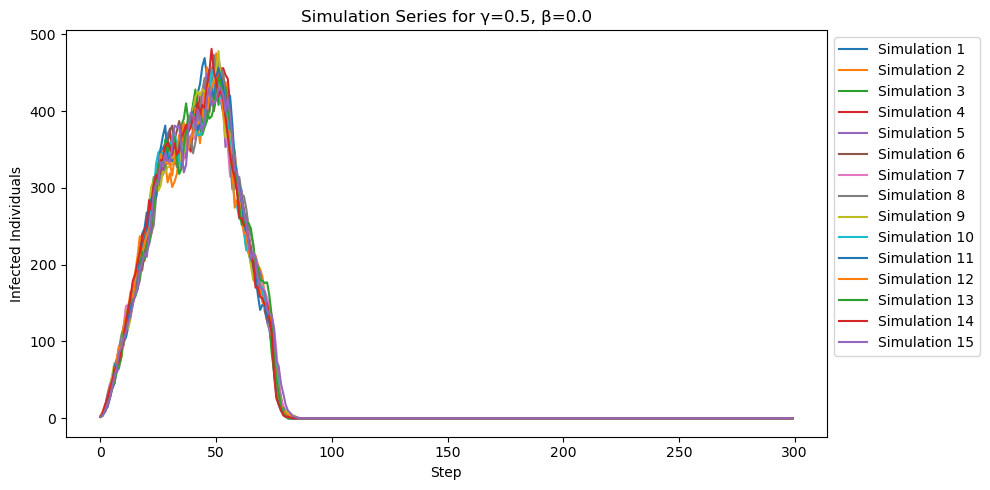 Simulation Series for γ=0.5, β=0.0
Infected Individuals
500
400
300
200
100
0
0 50 100 150 200 250 300
Step
Simulation 1
Simulation 2
Simulation 3
Simulation 4
Simulation 5
Simulation 6
Simulation 7
Simulation 8
Simulation 9
Simulation 10
Simulation 11
Simulation 12
Simulation 13
Simulation 14
Simulation 15